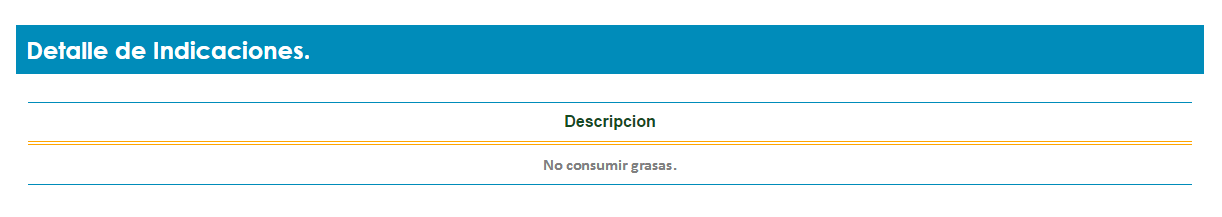 Detalle de Indicaciones.
Descripcion
No consumir grasas.